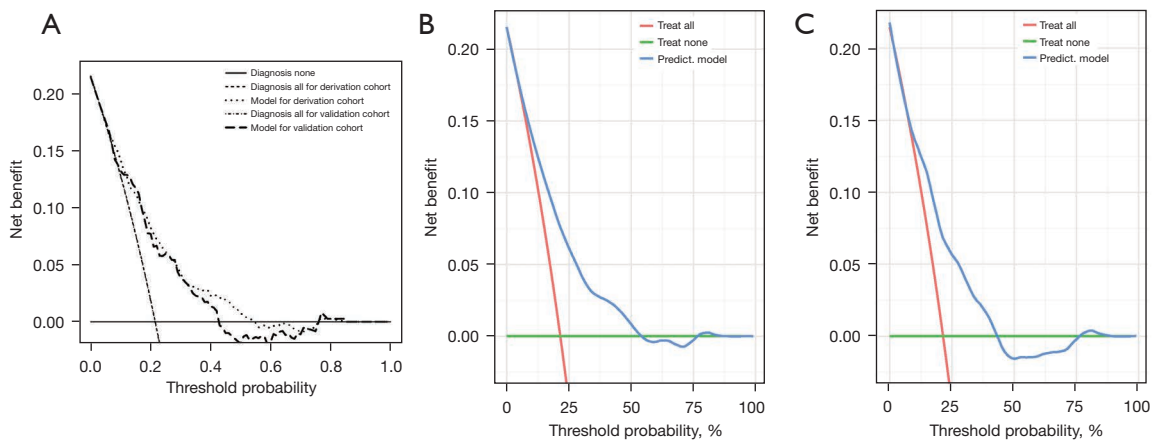 A
Net benefit
0.20
0.15
0.10
0.05
0.00
Diagnosis none
Diagnosis all for derivation cohort
Model for derivation cohort
Diagnosis all for validation cohort
Model for validation cohort
0.0 0.2 0.4 0.6 0.8 1.0
Threshold probability
B
Net benefit
0.20
0.15
0.10
0.05
0.00
Treat all
Treat none
Predict. model
0 25 50 75 100
Threshold probability, %
C
Net benefit
0.20
0.15
0.10
0.05
0.00
Treat all
Treat none
Predict. model
0 25 50 75 100
Threshold probability, %